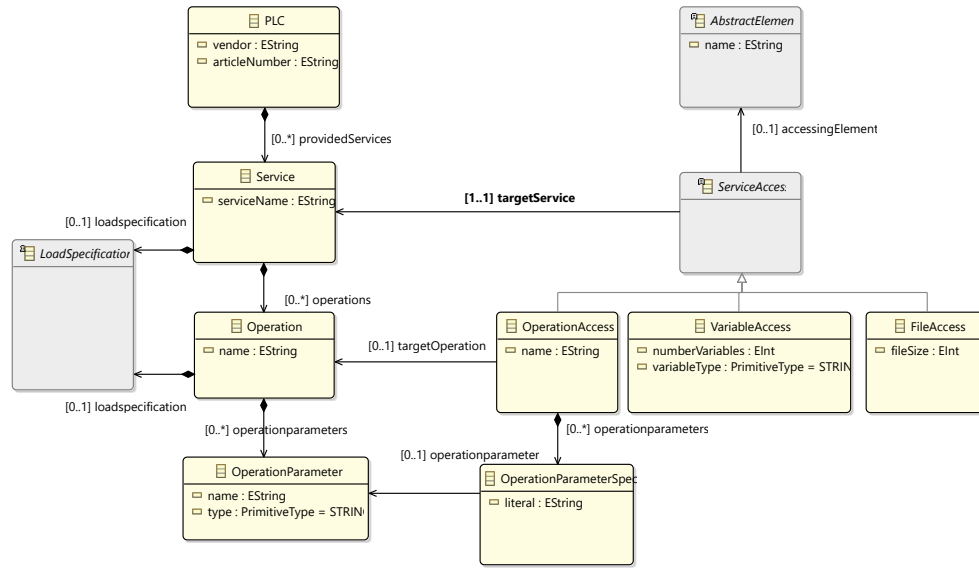 PLC
vendor : EString
articleNumber : EString
AbstractElemen
name : EString
[0..1] accessingElement
[0..*] providedServices
Service
serviceName : EString
[1..1] targetService
ServiceAcces
[0..1] loadspecification
LoadSpecification
[0..*] operations
Operation
name : EString
[0..1] targetOperation
OperationAccess
name : EString
VariableAccess
numberVariables : EInt
variableType : PrimitiveType = STRIN
FileAccess
fileSize : EInt
[0..1] loadspecification
[0..*] operationparameters
[0..*] operationparameters
[0..1] operationparameter
OperationParameter
name : EString
type : PrimitiveType = STRIN
OperationParameterSpec
literal : EString